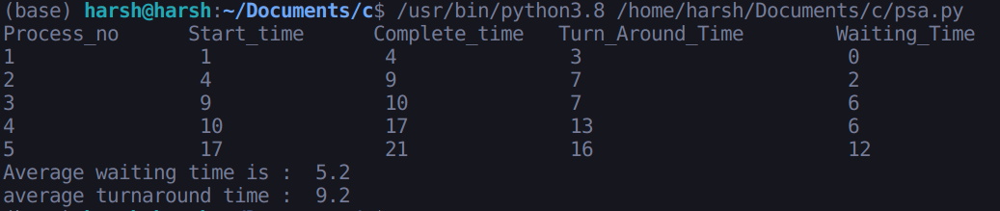 (base) harsh@harsh:~/Documents/c$ /usr/bin/python3.8 /home/harsh/Documents/c/psa.py
Process_no Start_time Complete_time Turn_Around_Time Waiting_Time
1 1 4 3 0
2 4 9 7 2
3 9 10 7 6
4 10 17 13 6
5 17 21 16 12
Average waiting time is : 5.2
average turnaround time : 9.2